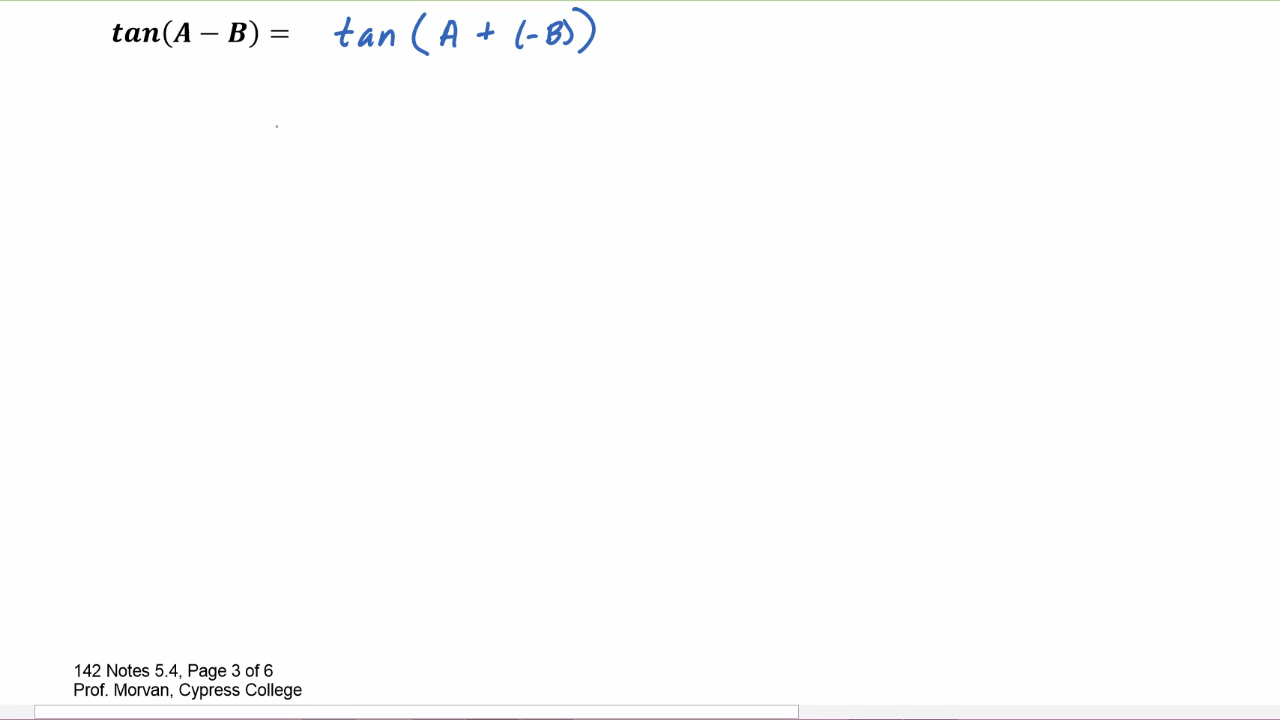 tan(A − B) = tan ( A + (-B))
142 Notes 5.4, Page 3 of 6
Prof. Morvan, Cypress College